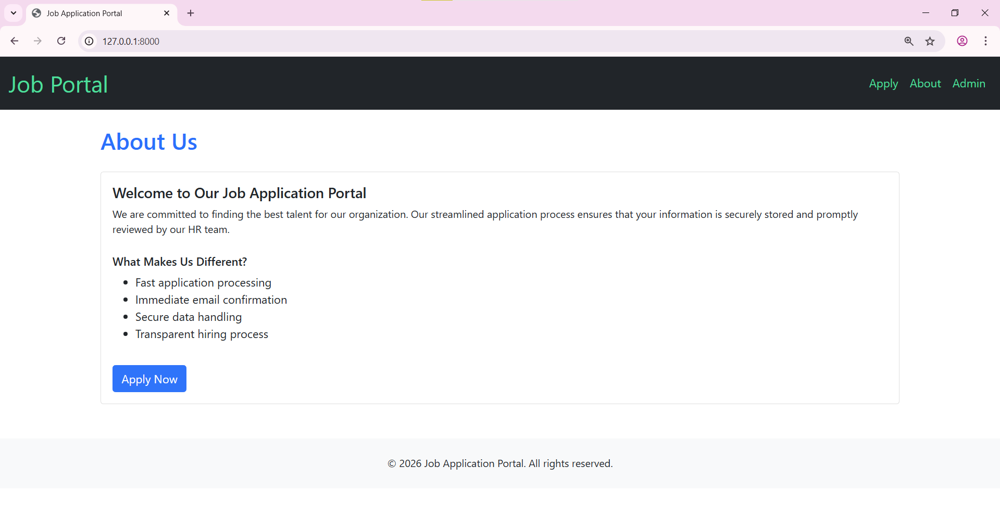 Job Application Portal
127.0.0.1:8000
Job Portal
Apply About Admin
About Us
Welcome to Our Job Application Portal
We are committed to finding the best talent for our organization. Our streamlined application process ensures that your information is securely stored and promptly
reviewed by our HR team.
What Makes Us Different?
Fast application processing
Immediate email confirmation
Secure data handling
Transparent hiring process
Apply Now
© 2026 Job Application Portal. All rights reserved.